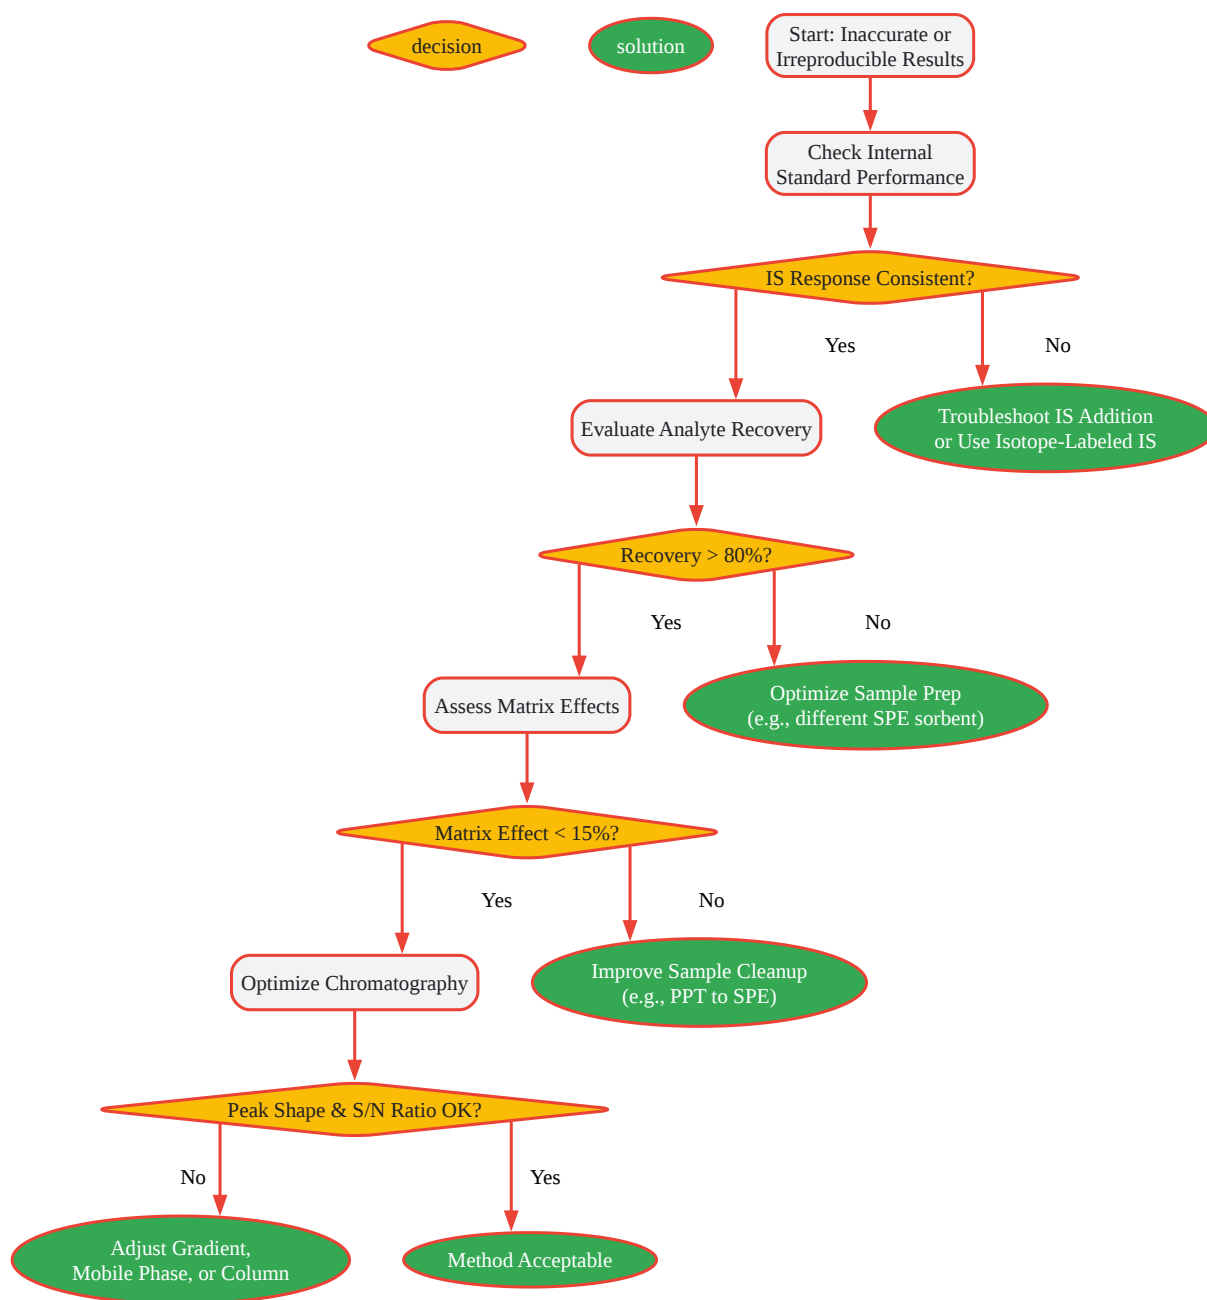 decision
solution
Start: Inaccurate or
Irreproducible Results
Check Internal
Standard Performance
IS Response Consistent?
Yes
No
Evaluate Analyte Recovery
Troubleshoot IS Addition
or Use Isotope-Labeled IS
Recovery > 80%?
Yes
No
Assess Matrix Effects
Optimize Sample Prep
(e.g., different SPE sorbent)
Matrix Effect < 15%?
Yes
No
Optimize Chromatography
Improve Sample Cleanup
(e.g., PPT to SPE)
Peak Shape & S/N Ratio OK?
No
Yes
Adjust Gradient,
Mobile Phase, or Column
Method Acceptable